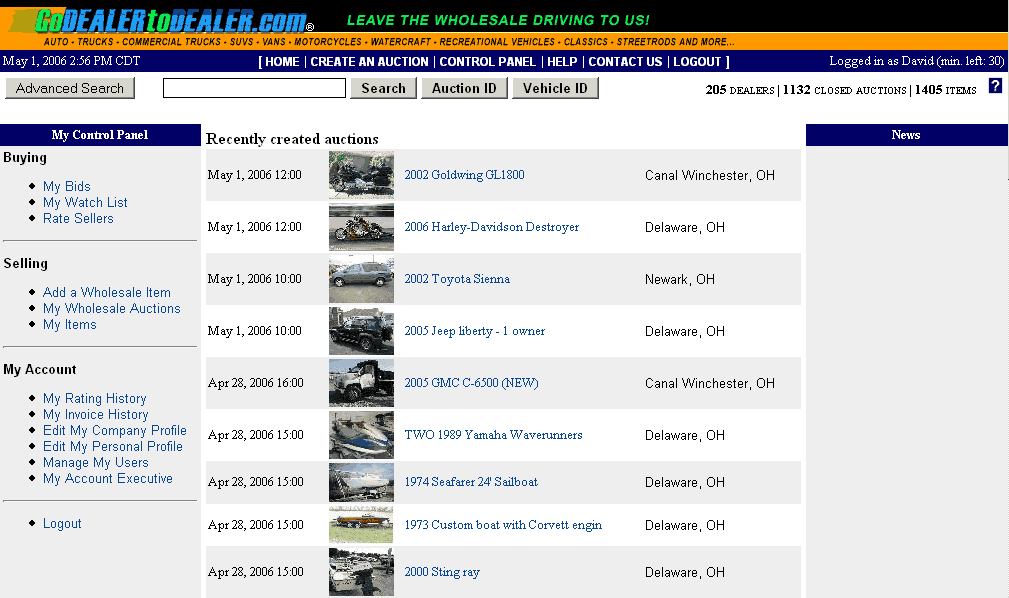 GoDEALERtoDEALER.com®
LEAVE THE WHOLESALE DRIVING TO US!
AUTO - TRUCKS - COMMERCIAL TRUCKS - SUVS - VANS - MOTORCYCLES - WATERCRAFT - RECREATIONAL VEHICLES - CLASSICS - STREETRODS AND MORE...
May 1, 2006 2:56 PM CDT
[ HOME | CREATE AN AUCTION | CONTROL PANEL | HELP | CONTACT US | LOGOUT ]
Logged in as David (min. left: 30)
Advanced Search
Search
Auction ID
Vehicle ID
205 DEALERS | 1132 CLOSED AUCTIONS | 1405 ITEMS
?
My Control Panel
Buying
My Bids
My Watch List
Rate Sellers
Selling
Add a Wholesale Item
My Wholesale Auctions
My Items
My Account
My Rating History
My Invoice History
Edit My Company Profile
Edit My Personal Profile
Manage My Users
My Account Executive
Logout
Recently created auctions
May 1, 2006 12:00 2002 Goldwing GL1800 Canal Winchester, OH
May 1, 2006 12:00 2006 Harley-Davidson Destroyer Delaware, OH
May 1, 2006 10:00 2002 Toyota Sienna Newark, OH
May 1, 2006 10:00 2005 Jeep liberty - 1 owner Delaware, OH
Apr 28, 2006 16:00 2005 GMC C-6500 (NEW) Canal Winchester, OH
Apr 28, 2006 15:00 TWO 1989 Yamaha Waverunners Delaware, OH
Apr 28, 2006 15:00 1974 Seafarer 24' Sailboat Delaware, OH
Apr 28, 2006 15:00 1973 Custom boat with Corvett engin Delaware, OH
Apr 28, 2006 15:00 2000 Sting ray Delaware, OH
News